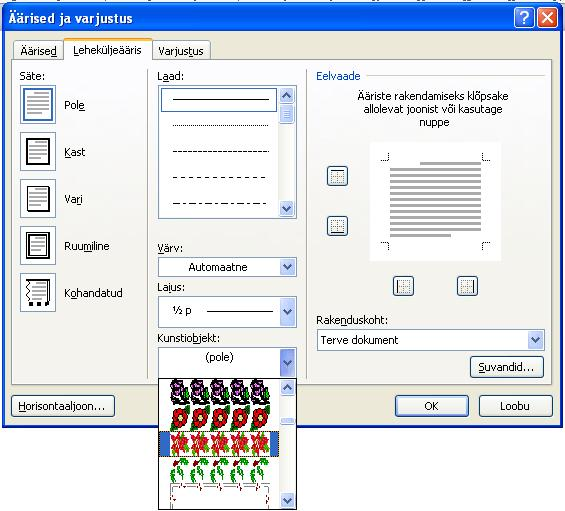 Äärised ja varjustus
Äärised
Leheküljeääris
Varjustus
Säte:
Pole
Kast
Vari
Ruumiline
Kohandatud
Laad:
Värv:
Automaatne
Laius:
½ p
Kunstiobjekt:
(pole)
Eelvaade
Ääriste rakendamiseks klõpsake
allolevat joonist või kasutage
nuppe
Rakenduskoht:
Terve dokument
Suvandid...
Horisontaaljoon...
OK
Loobu